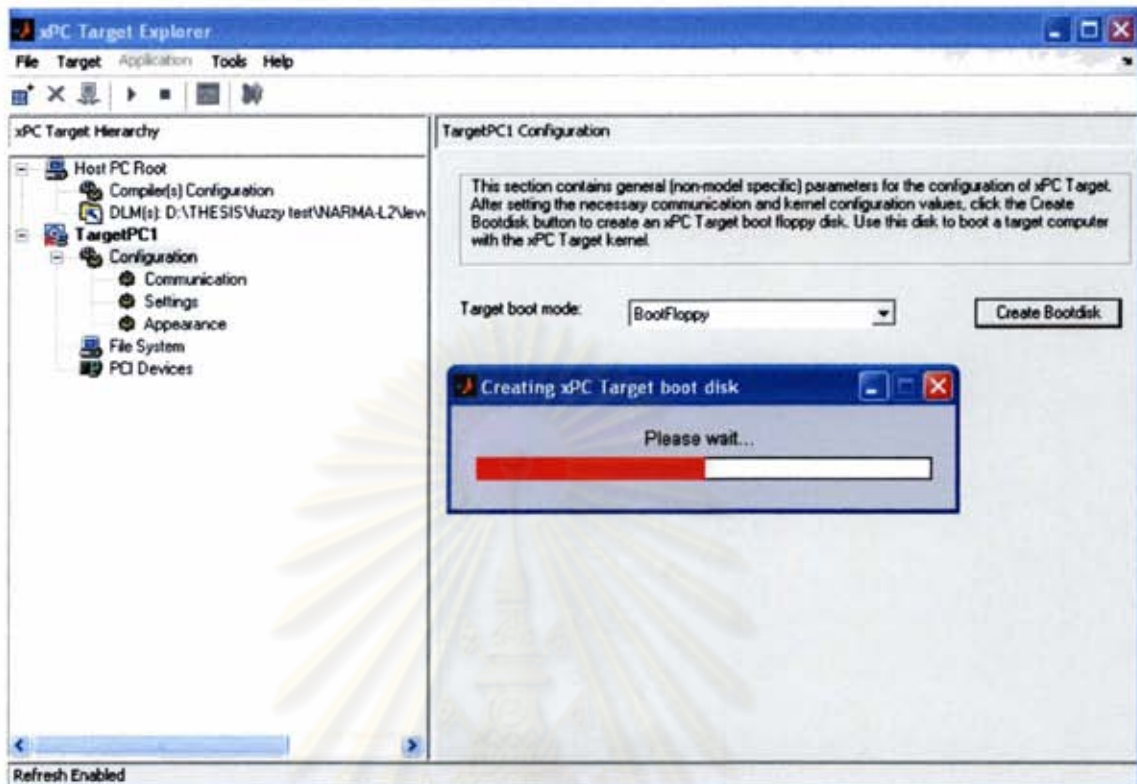 xPC Target Explorer
File Target Application Tools Help
xPC Target Hierarchy
Host PC Root
Compiler(s) Configuration
DLM(s): D:\THESIS\fuzzy test\NARMA-L2\lev
TargetPC1
Configuration
Communication
Settings
Appearance
File System
PCI Devices
TargetPC1 Configuration
This section contains general (non-model specific) parameters for the configuration of xPC Target.
After setting the necessary communication and kernel configuration values, click the Create
Bootdisk button to create an xPC Target boot floppy disk. Use this disk to boot a target computer
with the xPC Target kernel.
Target boot mode:
BootFloppy
Create Bootdisk
Creating xPC Target boot disk
Please wait...
Refresh Enabled